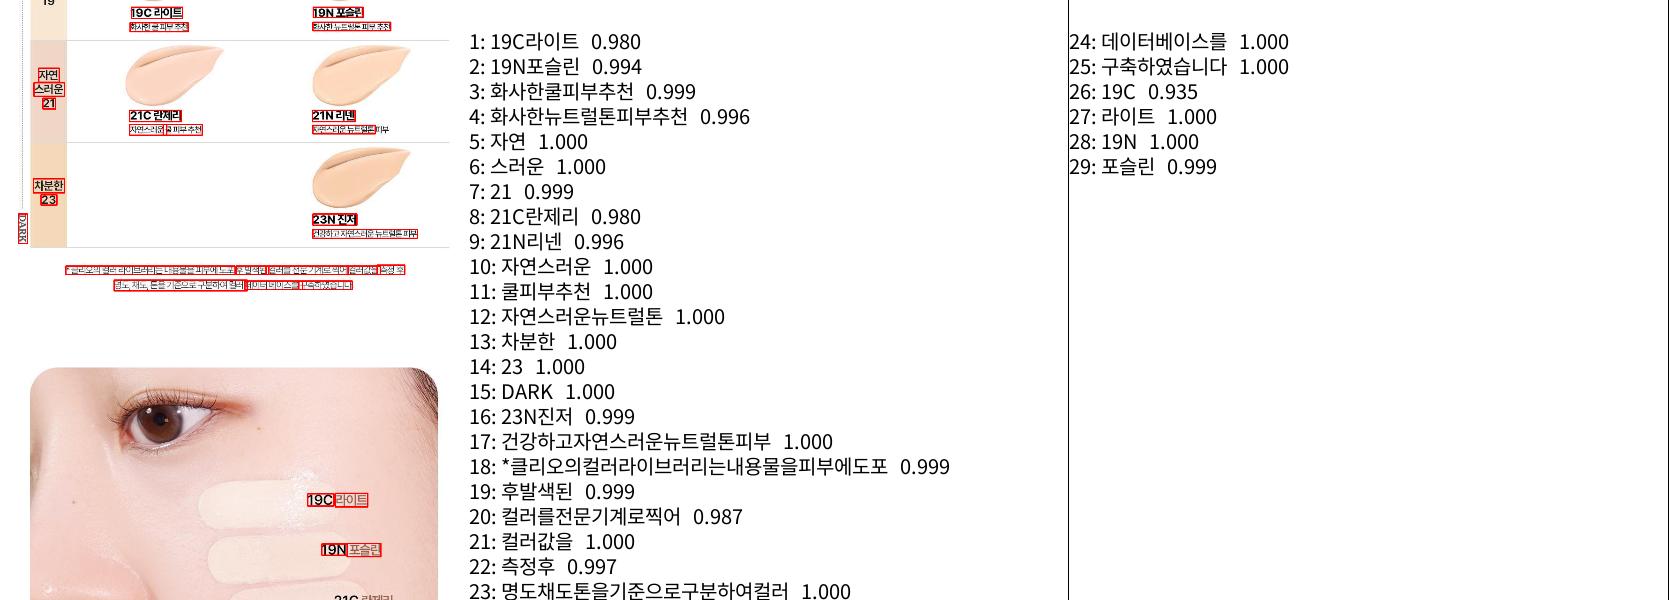 19
19C 라이트
화사한 쿨 피부 추천
19N 포슬린
화사한 뉴트럴톤 피부 추천
자연
스러운
21
21C 란제리
자연스러운 쿨 피부 추천
21N 리넨
자연스러운 뉴트럴톤 피부
차분한
23
23N 진저
건강하고 자연스러운 뉴트럴톤 피부
DARK
*클리오의 컬러 라이브러리는 내용물을 피부에 도포 후 발색된 컬러를 전문 기계로 찍어 컬러값을 측정 후
명도, 채도, 톤을 기준으로 구분하여 컬러 데이터 베이스를 구축하였습니다
19C 라이트
19N 포슬린
21C 란제리
1: 19C라이트 0.980
2: 19N포슬린 0.994
3: 화사한쿨피부추천 0.999
4: 화사한뉴트럴톤피부추천 0.996
5: 자연 1.000
6: 스러운 1.000
7: 21 0.999
8: 21C란제리 0.980
9: 21N리넨 0.996
10: 자연스러운 1.000
11: 쿨피부추천 1.000
12: 자연스러운뉴트럴톤 1.000
13: 차분한 1.000
14: 23 1.000
15: DARK 1.000
16: 23N진저 0.999
17: 건강하고자연스러운뉴트럴톤피부 1.000
18: *클리오의컬러라이브러리는내용물을피부에도포 0.999
19: 후발색된 0.999
20: 컬러를전문기계로찍어 0.987
21: 컬러값을 1.000
22: 측정후 0.997
23: 명도채도톤을기준으로구분하여컬러 1.000
24: 데이터베이스를 1.000
25: 구축하였습니다 1.000
26: 19C 0.935
27: 라이트 1.000
28: 19N 1.000
29: 포슬린 0.999